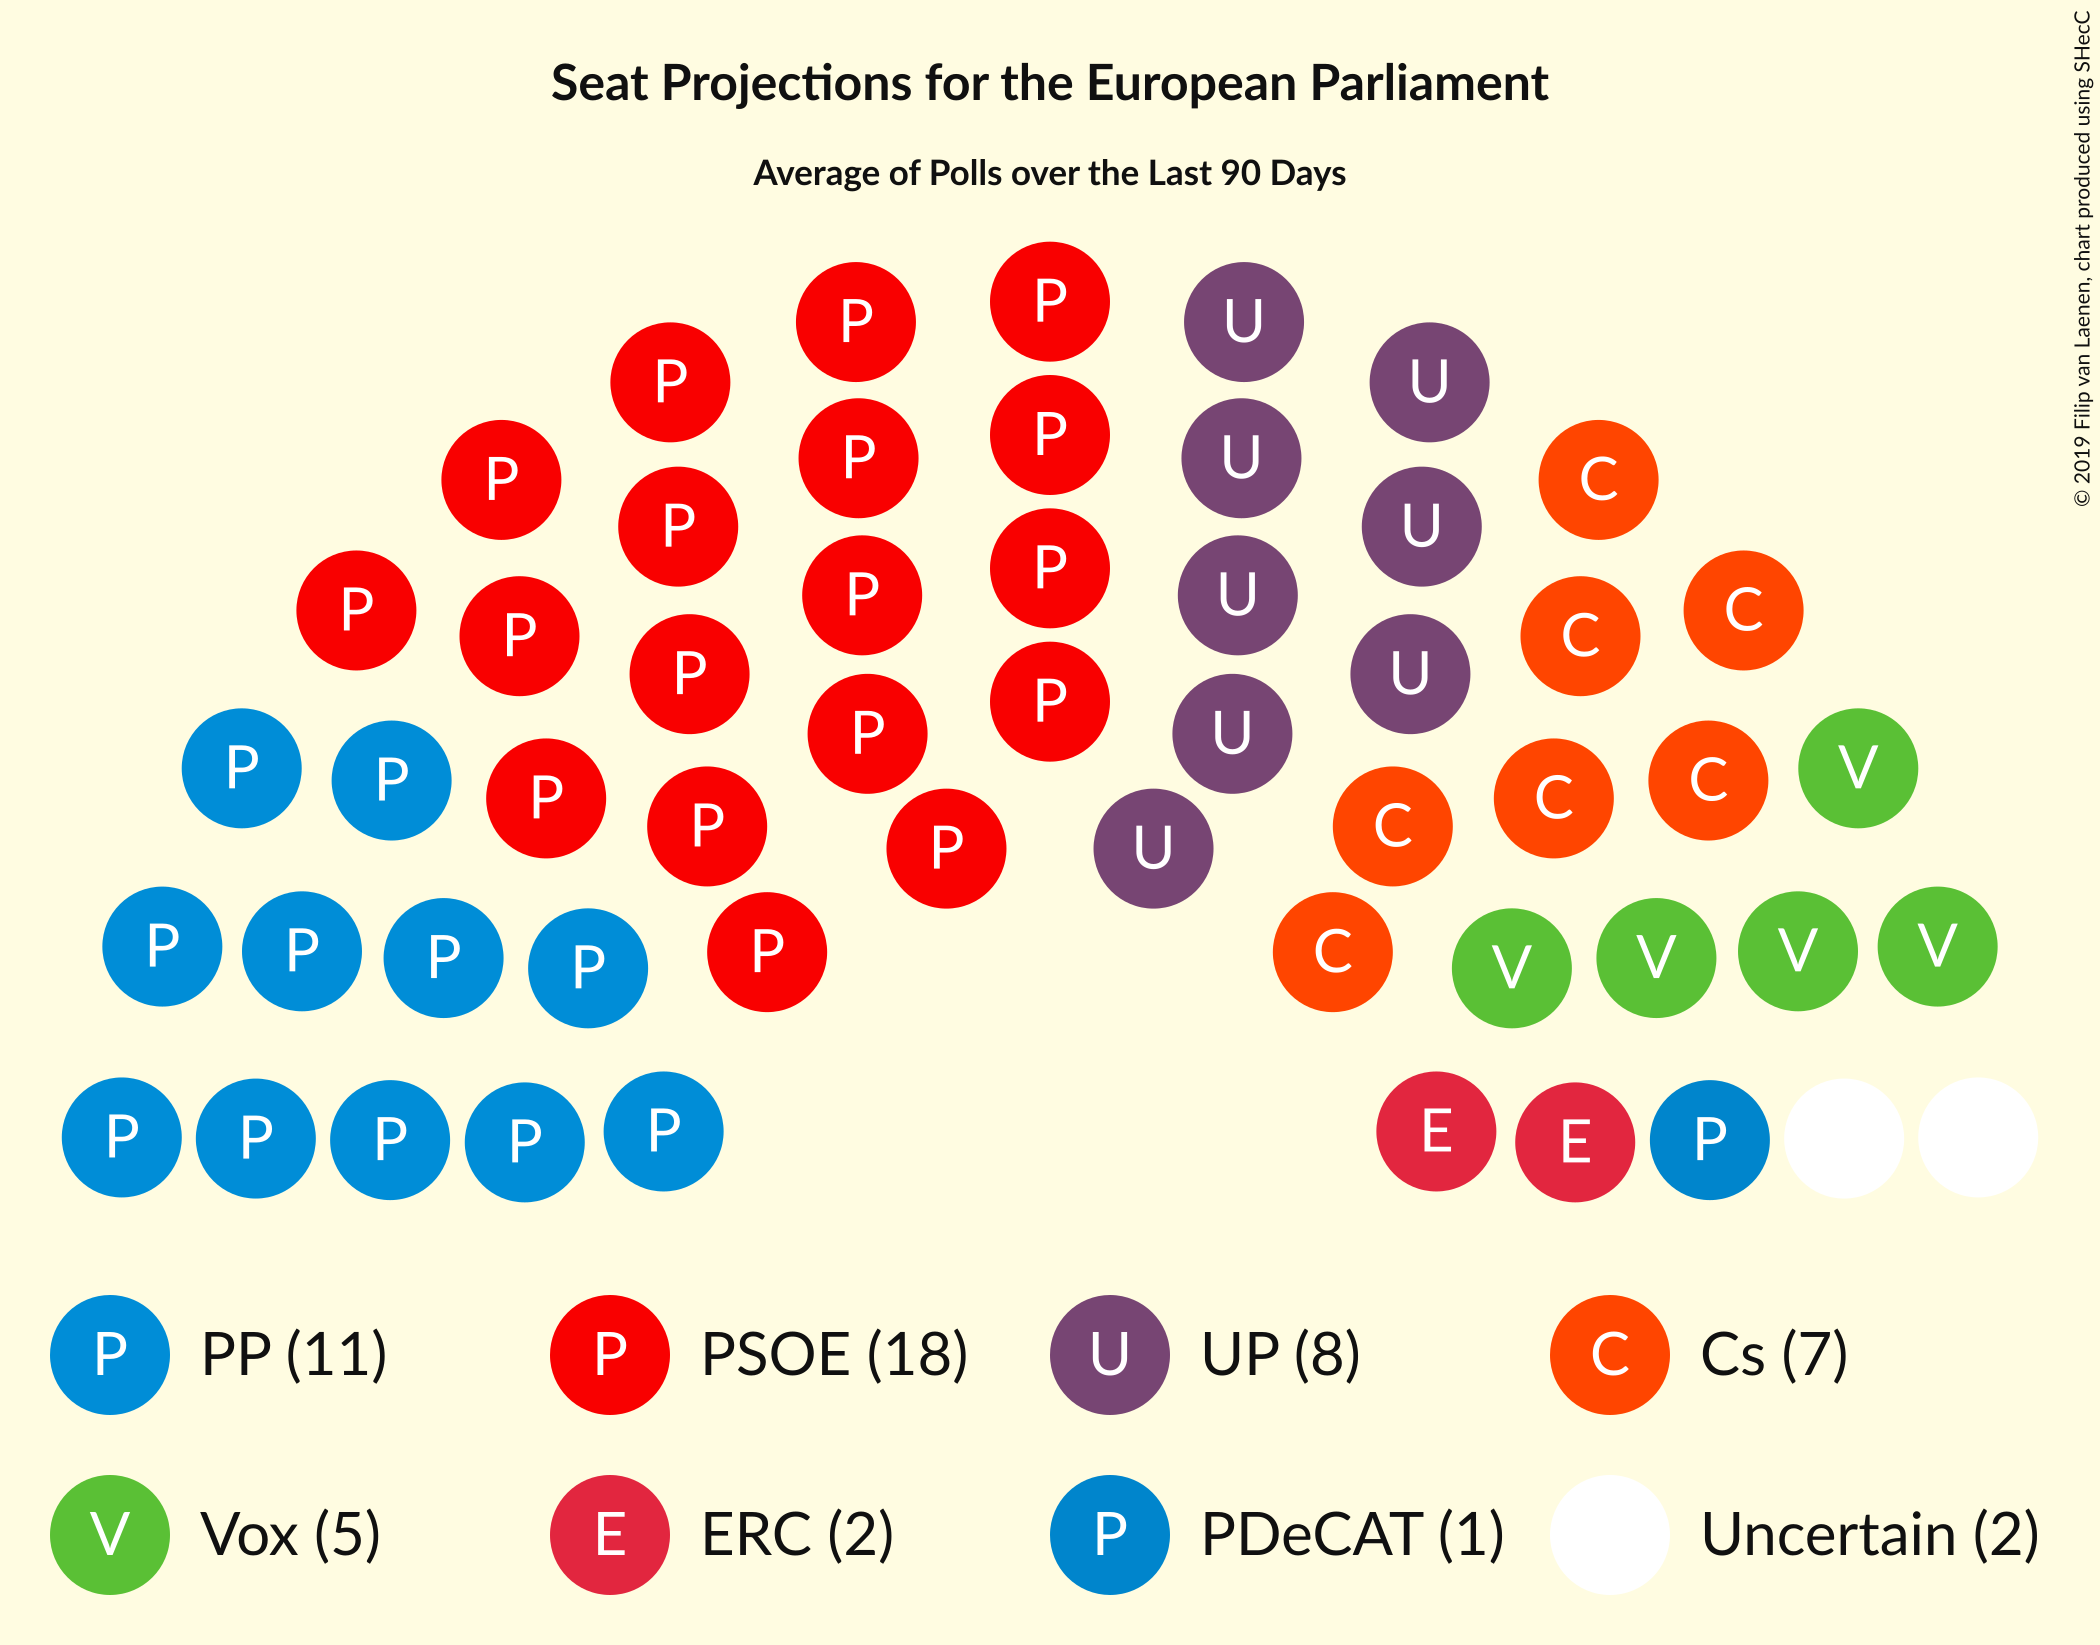 Seat Projections for the European Parliament
Average of Polls over the Last 90 Days
© 2019 Filip van Laenen, chart produced using SHecC
P
P U
P U
P P U
P U
P C
P U
P U
P P U
P C
P C
P P U
P U
P U
P P C C V
P P C
P U
P P P V V V
P P C V
P P P P P E E P
P PP (11) P PSOE (18) U UP (8) C Cs (7)
V Vox (5) E ERC (2) P PDeCAT (1) Uncertain (2)